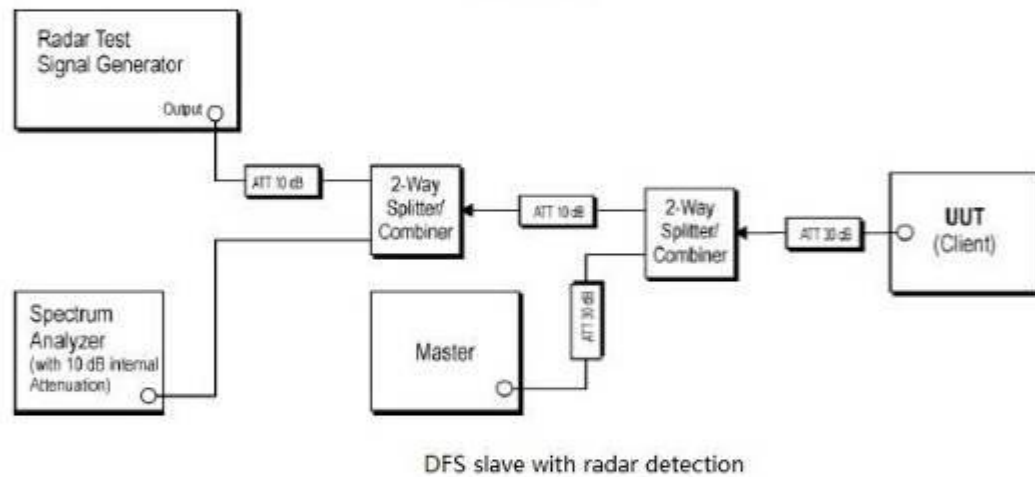 Radar Test
Signal Generator
Output
ATT 10 dB
2-Way
Splitter/
Combiner
ATT 10 dB
2-Way
Splitter/
Combiner
ATT 30 dB
UUT
(Client)
Spectrum
Analyzer
(with 10 dB internal
Attenuation)
Master
ATT 30 dB
DFS slave with radar detection